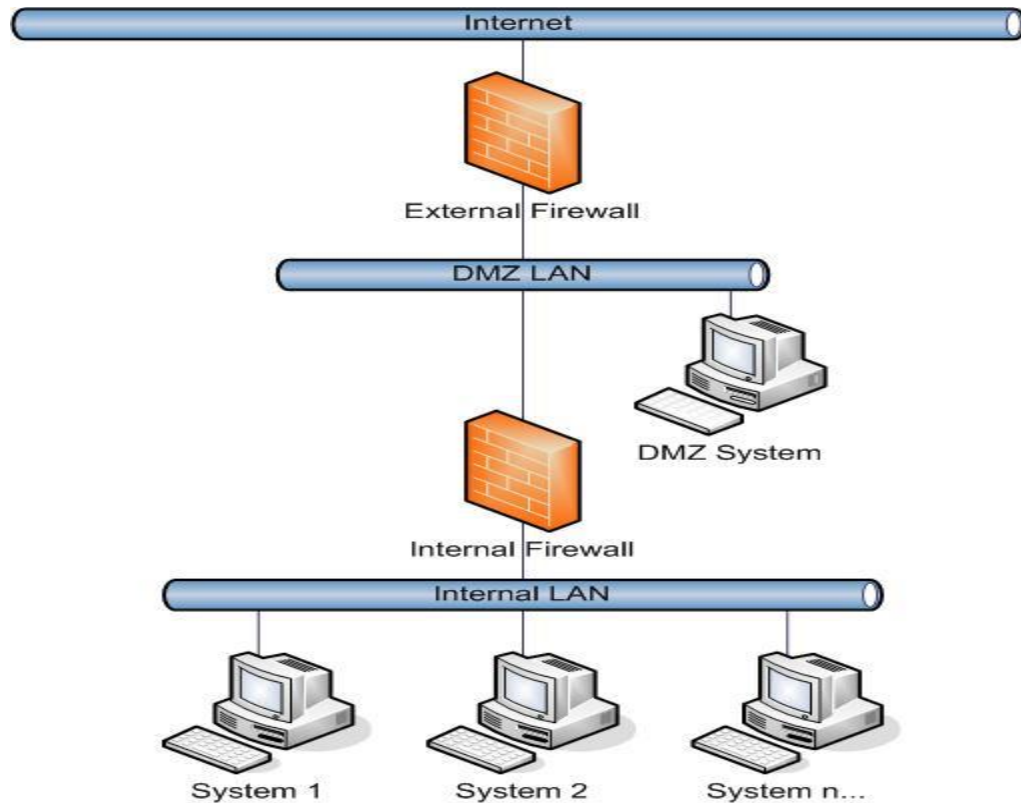 Internet
External Firewall
DMZ LAN
DMZ System
Internal Firewall
Internal LAN
System 1
System 2
System n...